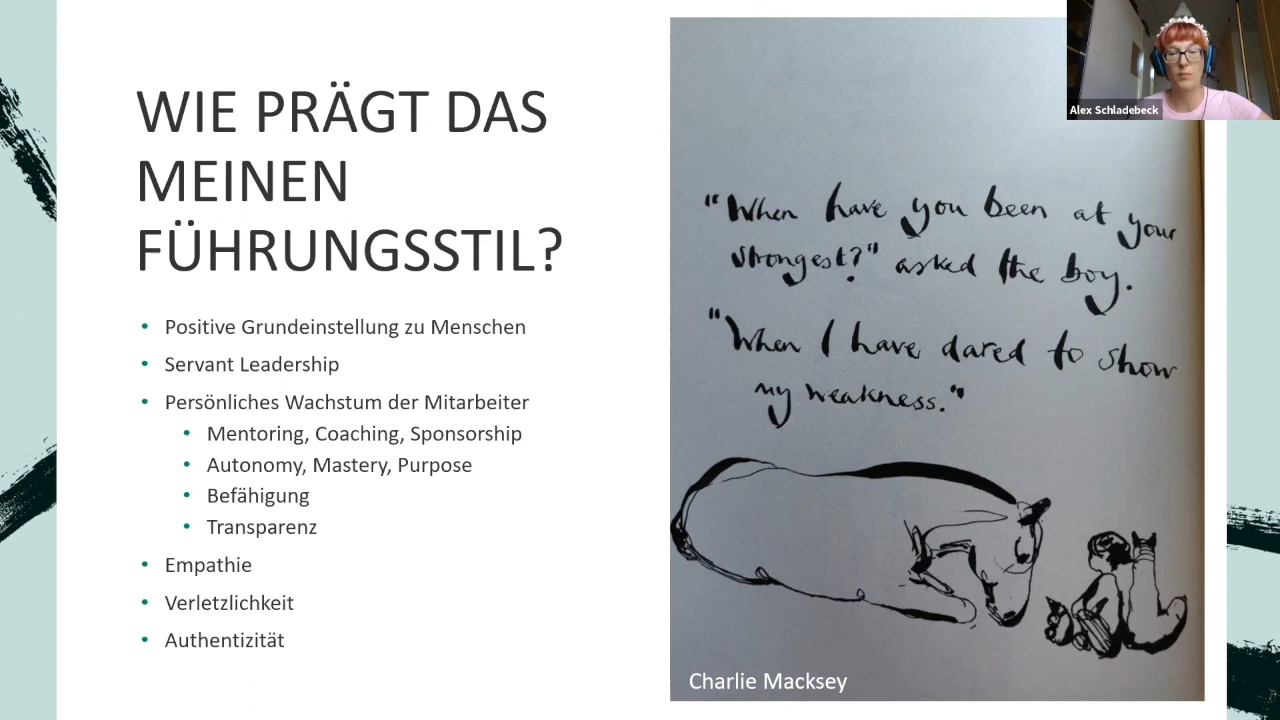 WIE PRÄGT DAS
MEINEN
FÜHRUNGSSTIL?
• Positive Grundeinstellung zu Menschen
• Servant Leadership
• Persönliches Wachstum der Mitarbeiter
• Mentoring, Coaching, Sponsorship
• Autonomy, Mastery, Purpose
• Befähigung
• Transparenz
• Empathie
• Verletzlichkeit
• Authentizität
"When have you been at your
strongest?" asked the boy.
"When I have dared to show
my weakness."
Charlie Macksey
Alex Schladebeck